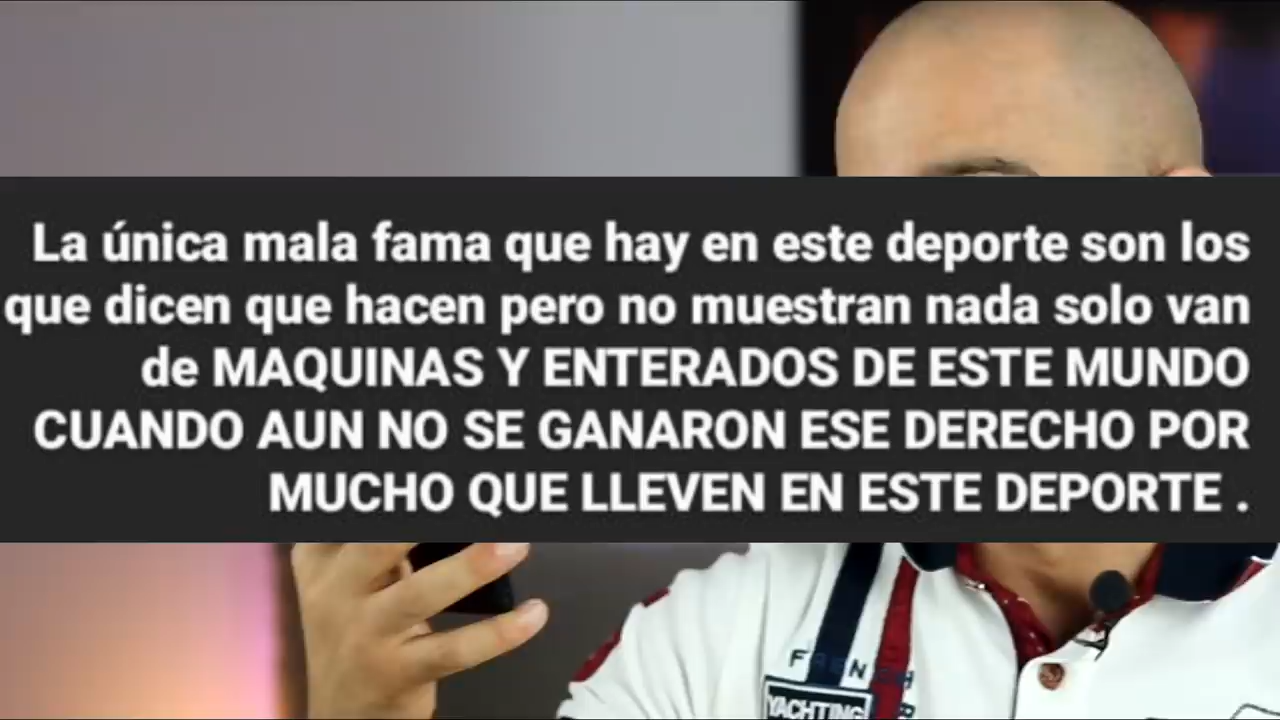 La única mala fama que hay en este deporte son los
que dicen que hacen pero no muestran nada solo van
de MAQUINAS Y ENTERADOS DE ESTE MUNDO
CUANDO AUN NO SE GANARON ESE DERECHO POR
MUCHO QUE LLEVEN EN ESTE DEPORTE .
FRENCH
YACHTING